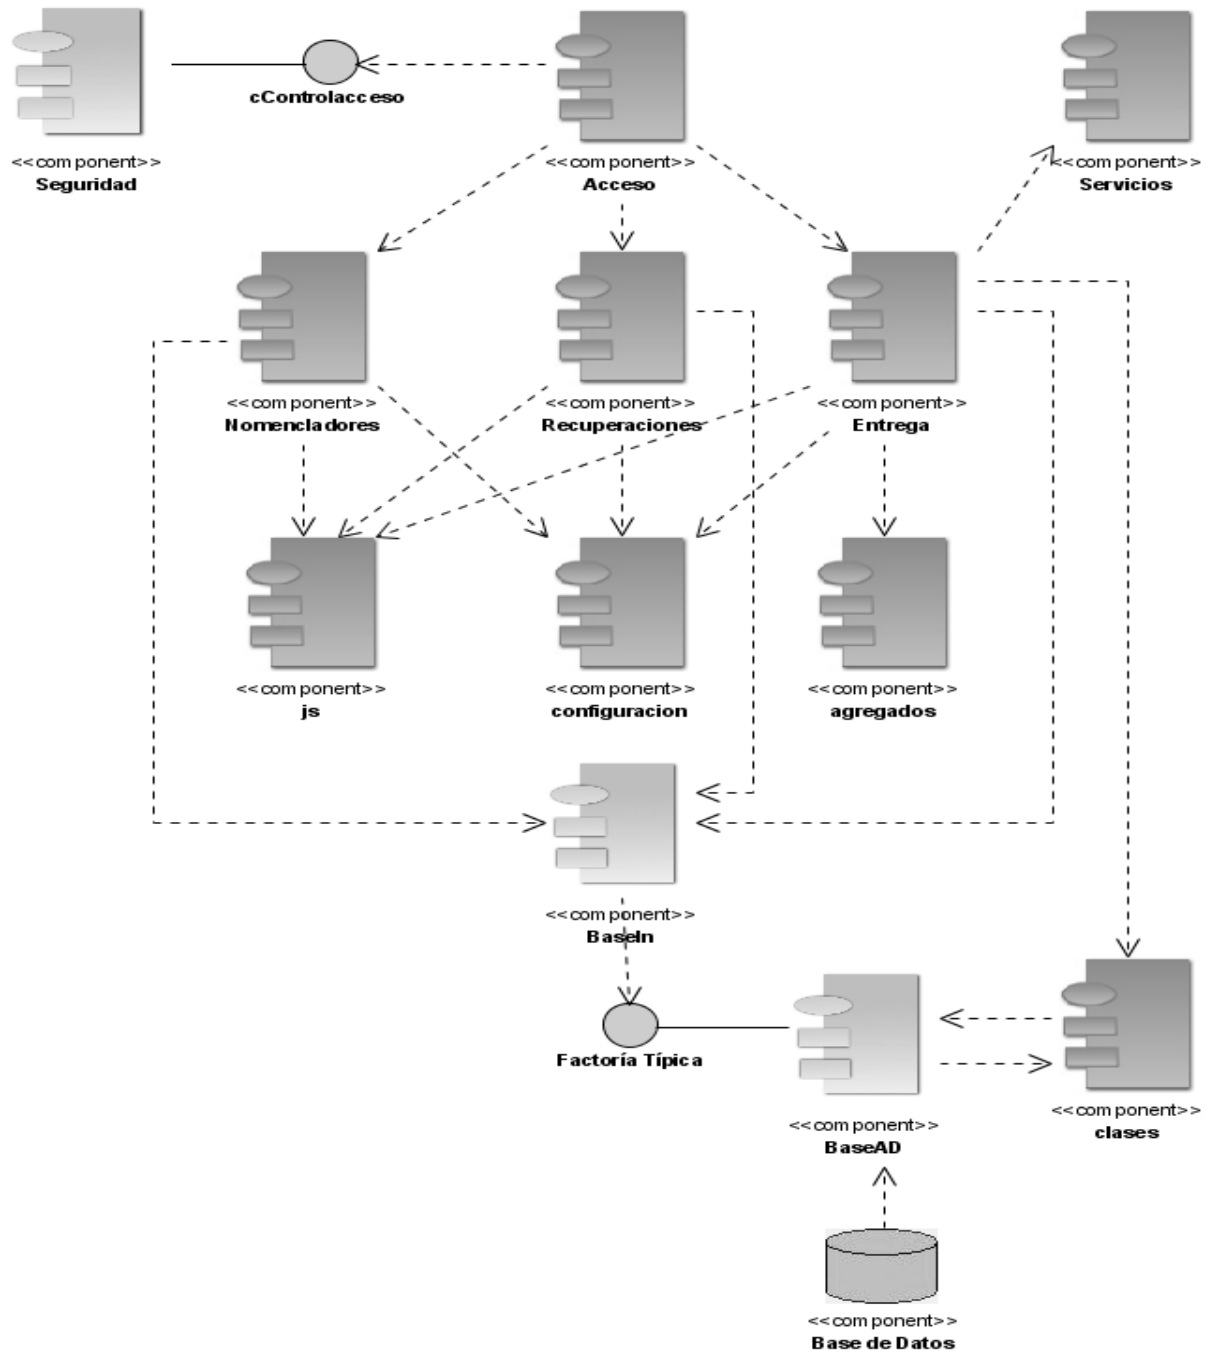 cControlacceso
<<component>>
Seguridad
<<component>>
Acceso
<<component>>
Servicios
<<component>>
Nomencladores
<<component>>
Recuperaciones
<<component>>
Entrega
<<component>>
js
<<component>>
configuracion
<<component>>
agregados
<<component>>
BaseIn
Factoría Típica
<<component>>
BaseAD
<<component>>
clases
<<component>>
Base de Datos